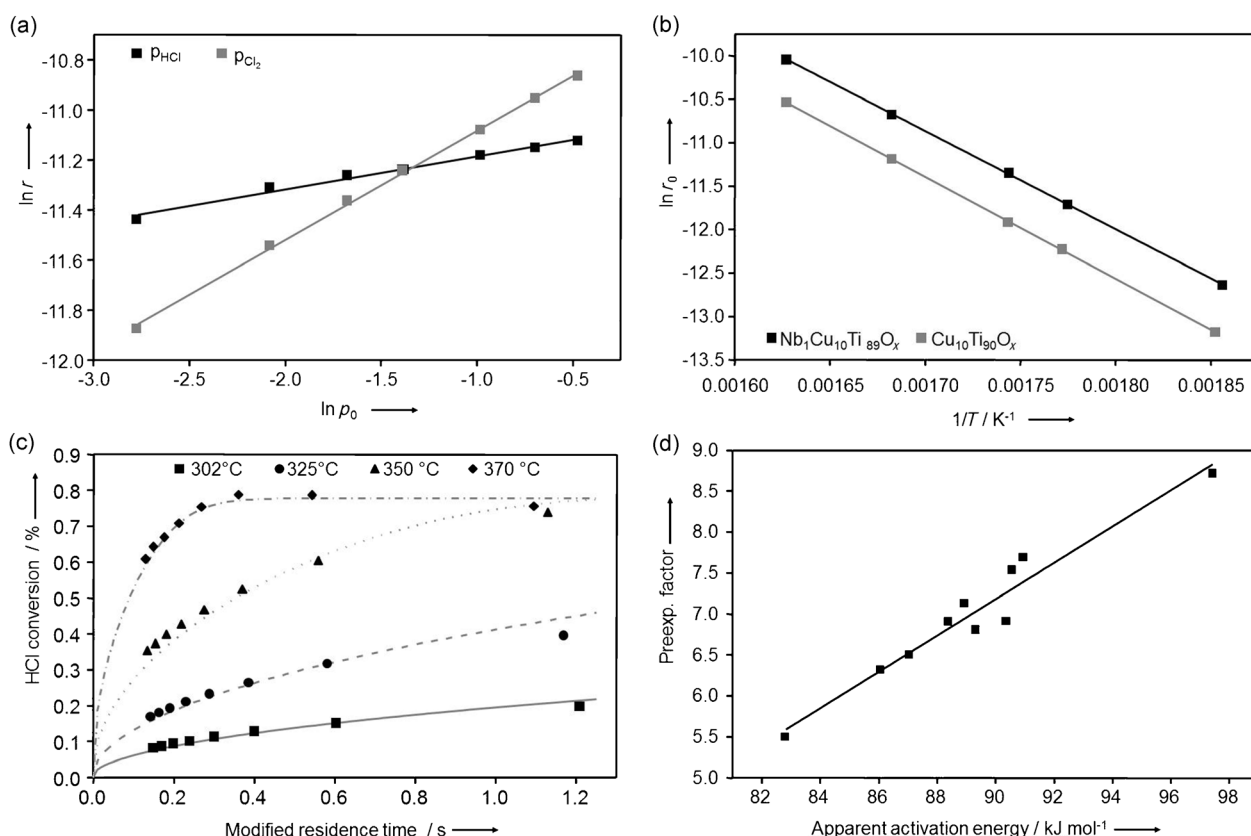 (a)
p_HCl p_Cl₂
-10.8
-11.0
-11.2
-11.4
-11.6
-11.8
-12.0
ln r
-3.0 -2.5 -2.0 -1.5 -1.0 -0.5
ln p₀
(b)
-10.0
-10.5
-11.0
-11.5
-12.0
-12.5
-13.0
-13.5
ln r₀
Nb₁Cu₁₀Ti ₈₉Oₓ Cu₁₀Ti₉₀Oₓ
0.00160 0.00165 0.00170 0.00175 0.00180 0.00185
1/T / K⁻¹
(c)
302°C 325°C 350 °C 370 °C
0.9
0.8
0.7
0.6
0.5
0.4
0.3
0.2
0.1
0.0
HCl conversion / %
0.0 0.2 0.4 0.6 0.8 1.0 1.2
Modified residence time / s
(d)
9.0
8.5
8.0
7.5
7.0
6.5
6.0
5.5
5.0
Preexp. factor
82 84 86 88 90 92 94 96 98
Apparent activation energy / kJ mol⁻¹